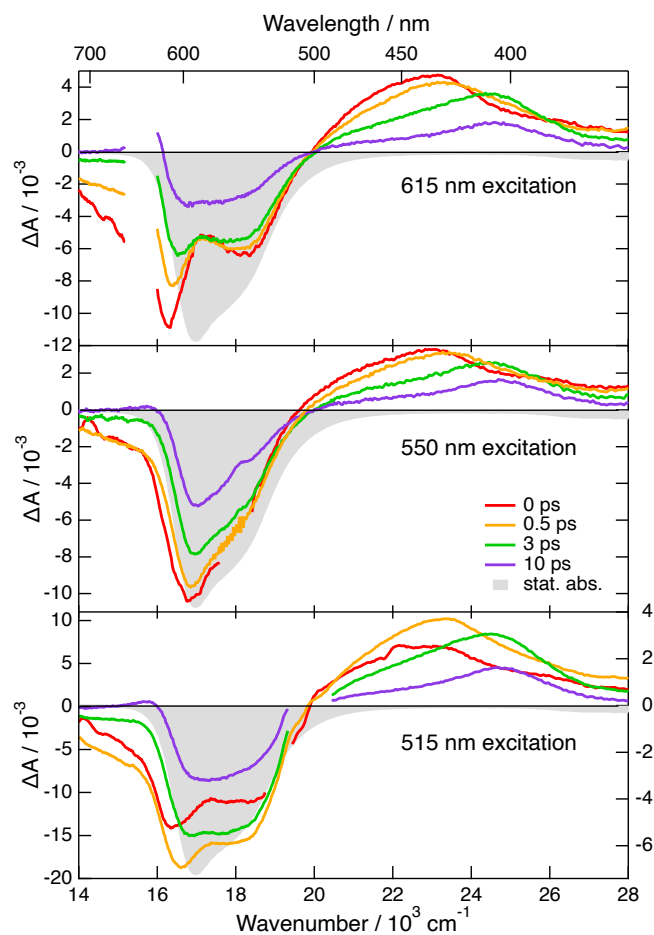 Wavelength / nm
700 600 500 450 400
4
2
0
-2
-4
-6
-8
-10
-12
ΔA / 10⁻³
615 nm excitation
2
0
-2
-4
-6
-8
-10
ΔA / 10⁻³
550 nm excitation
0 ps
0.5 ps
3 ps
10 ps
stat. abs.
10
5
0
-5
-10
-15
-20
ΔA / 10⁻³
515 nm excitation
4
2
0
-2
4
-6
14 16 18 20 22 24 26 28
Wavenumber / 10³ cm⁻¹